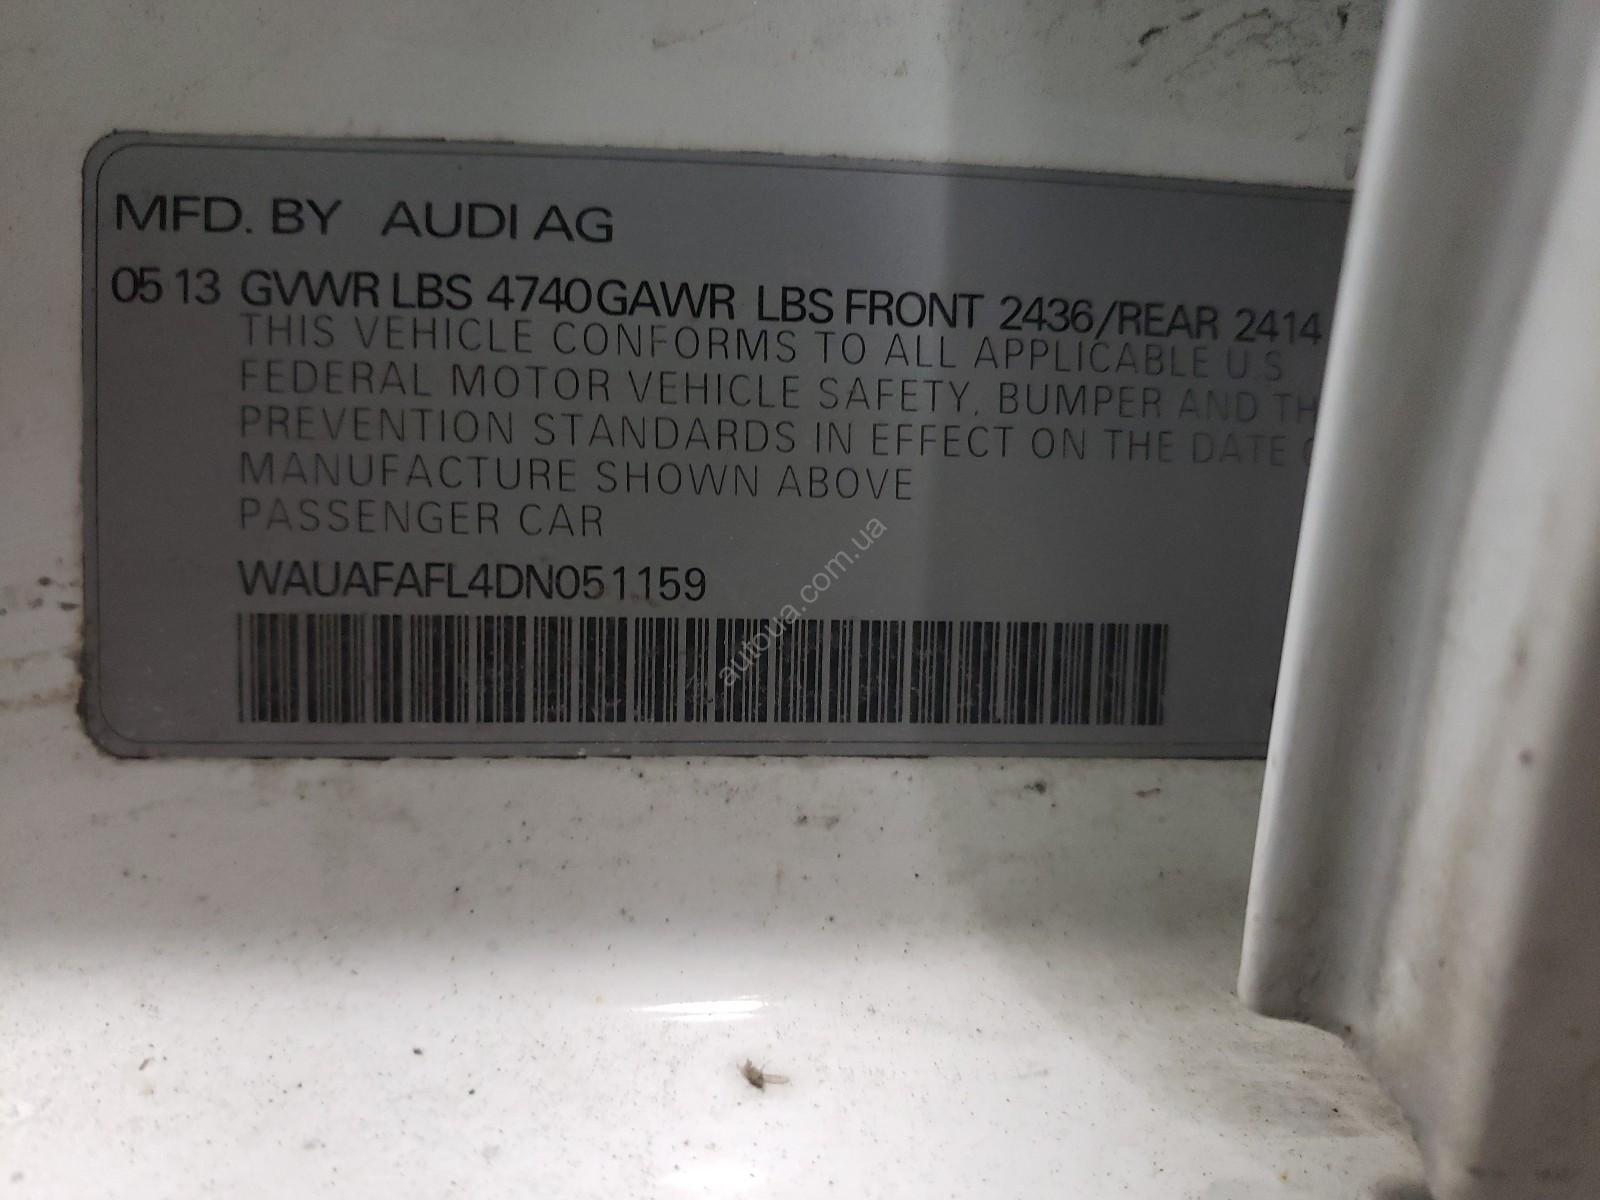 MFD. BY AUDI AG
05 13 GVWR LBS 4740 GAWR LBS FRONT 2436/REAR 2414
THIS VEHICLE CONFORMS TO ALL APPLICABLE U.S
FEDERAL MOTOR VEHICLE SAFETY, BUMPER AND TH
PREVENTION STANDARDS IN EFFECT ON THE DATE
MANUFACTURE SHOWN ABOVE
PASSENGER CAR
WAUAFAFL4DN051159
autoua.com.ua